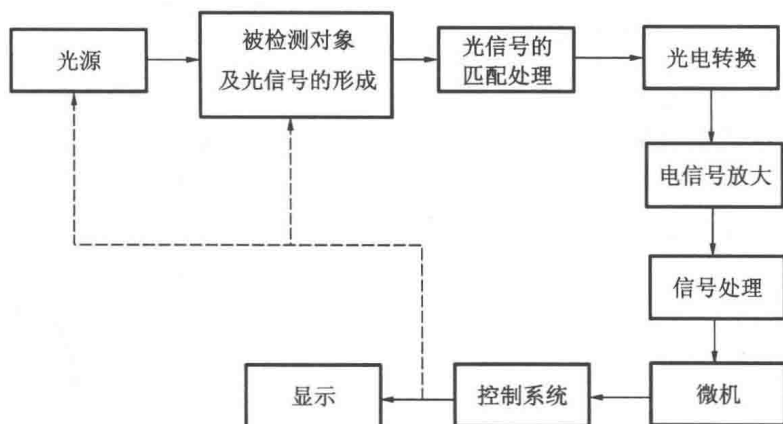 光源
被检测对象
及光信号的形成
光信号的
匹配处理
光电转换
电信号放大
信号处理
微机
控制系统
显示